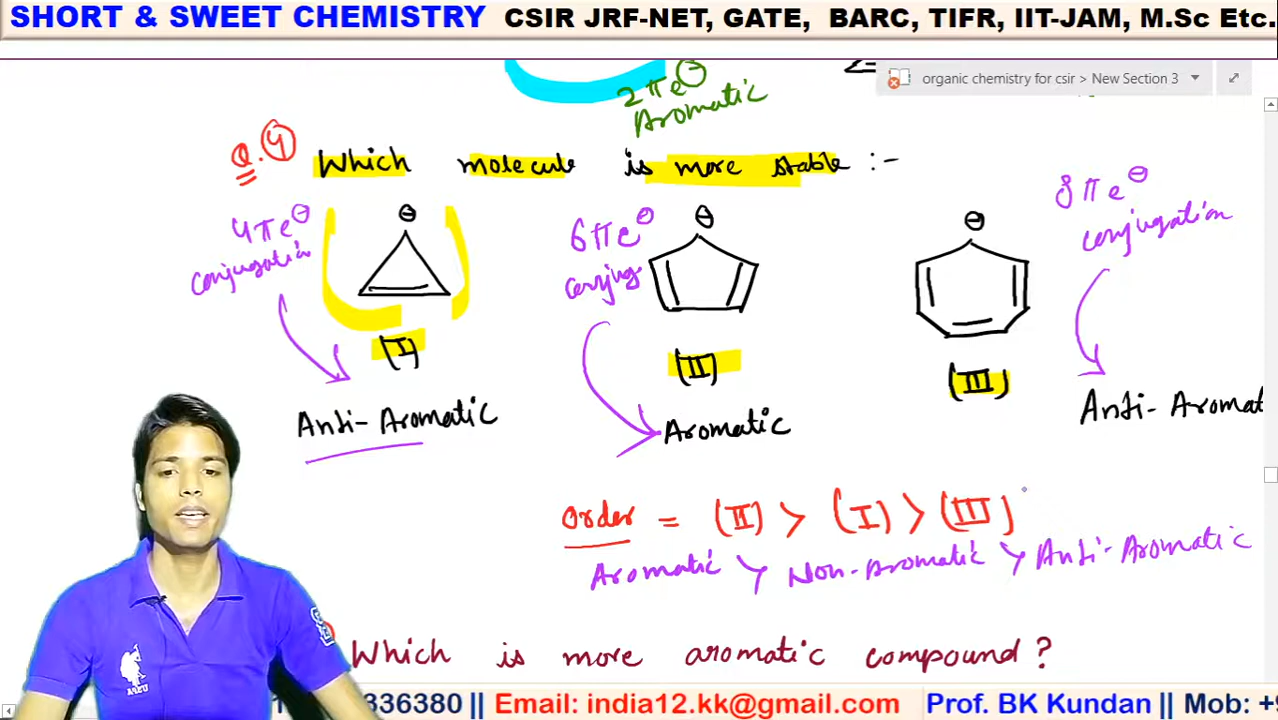 SHORT & SWEET CHEMISTRY CSIR JRF-NET, GATE, BARC, TIFR, IIT-JAM, M.Sc Etc.
organic chemistry for csir > New Section 3
2πe⊖
Aromatic
Q.4 Which molecule is more stable :-
4πe⊖
conjugation
6πe⊖
conjug
8πe⊖
conjugation
⊖
⊖
⊖
(I)
(II)
(III)
Anti-Aromatic
Aromatic
Anti-Aromat
Order = (II) > (I) > (III)
Aromatic > Non-Aromatic > Anti-Aromatic
Which is more aromatic compound?
336380 || Email: india12.kk@gmail.com || Prof. BK Kundan || Mob: +